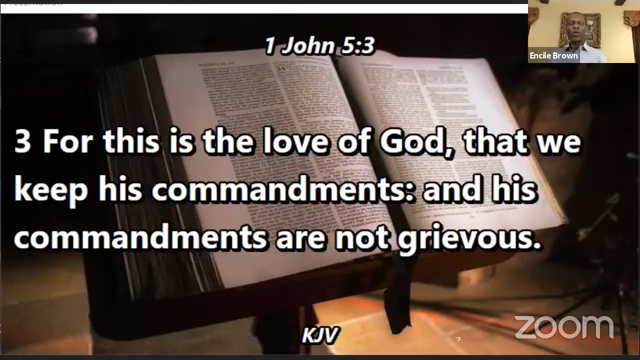 1 John 5:3
Encile Brown
3 For this is the love of God, that we
keep his commandments: and his
commandments are not grievous.
KJV
zoom